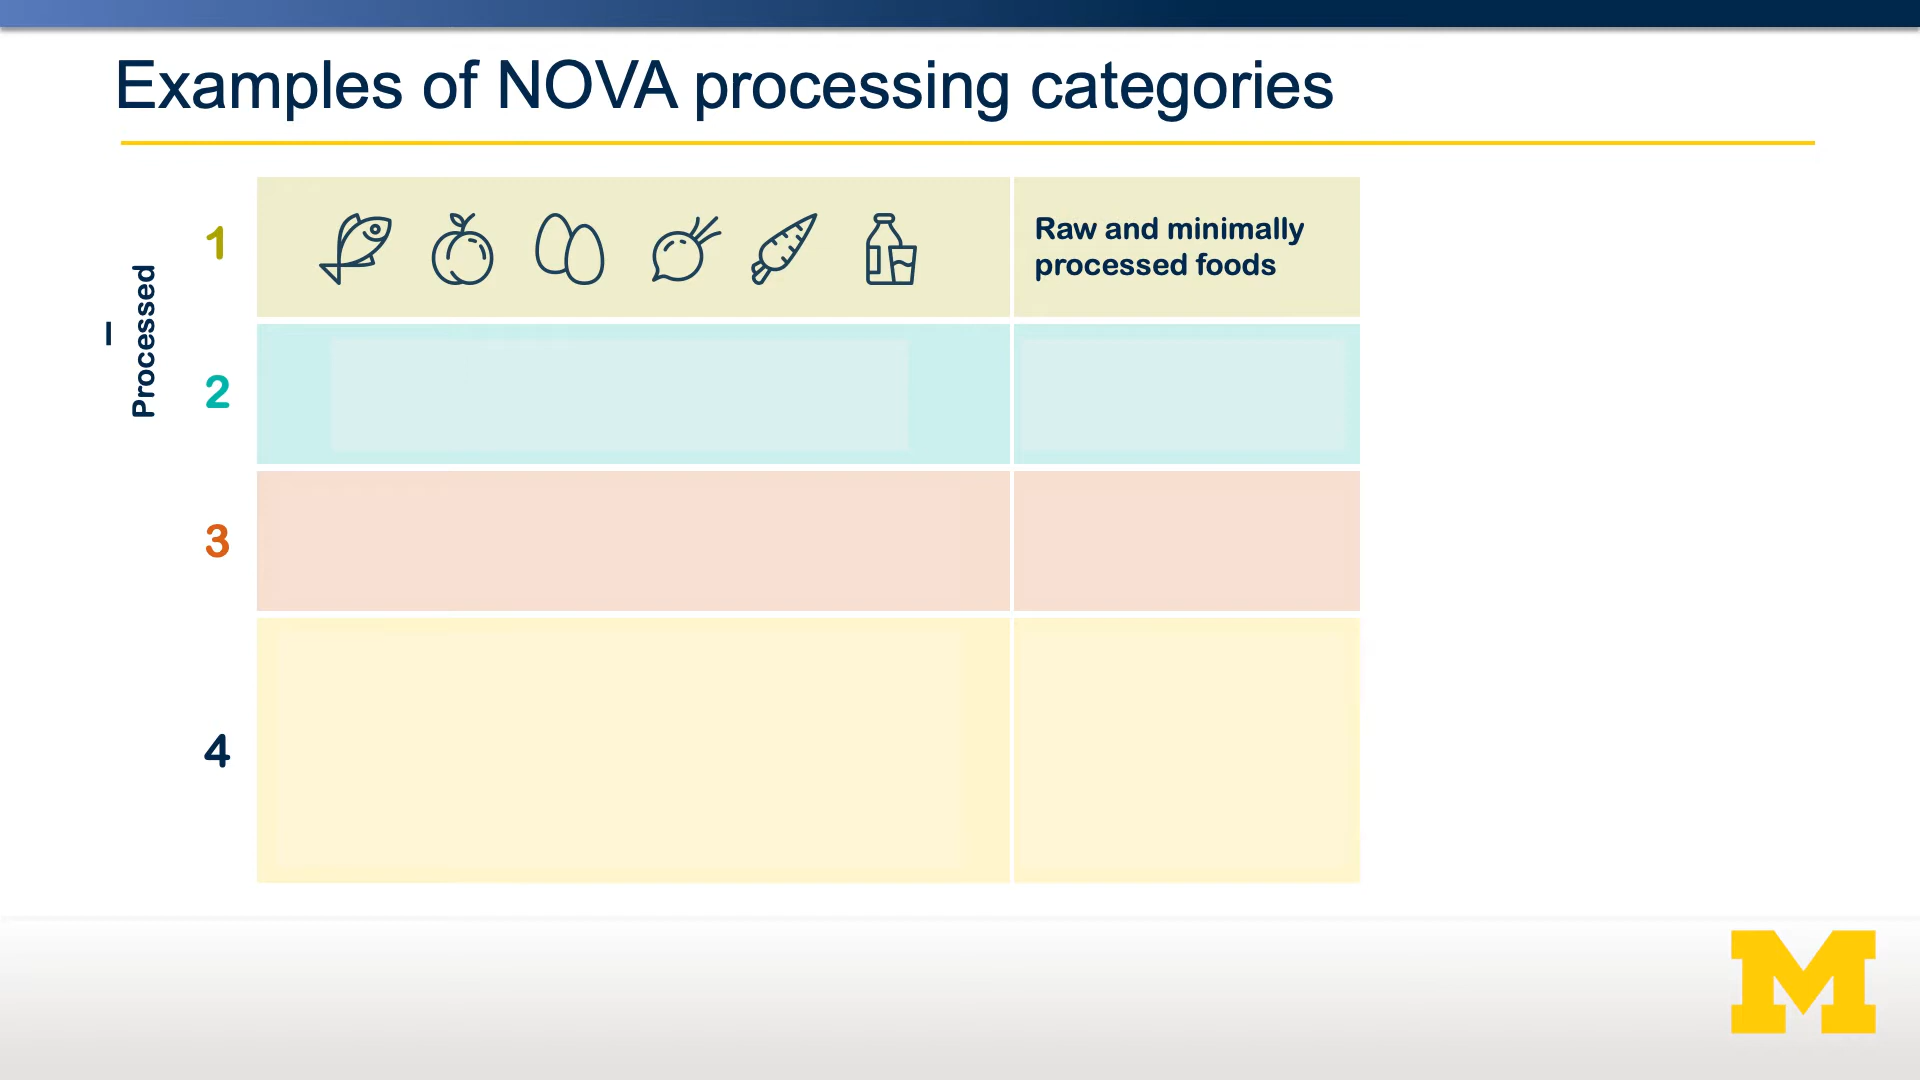 Examples of NOVA processing categories
1
Raw and minimally
processed foods
– Processed
2
3
4
M